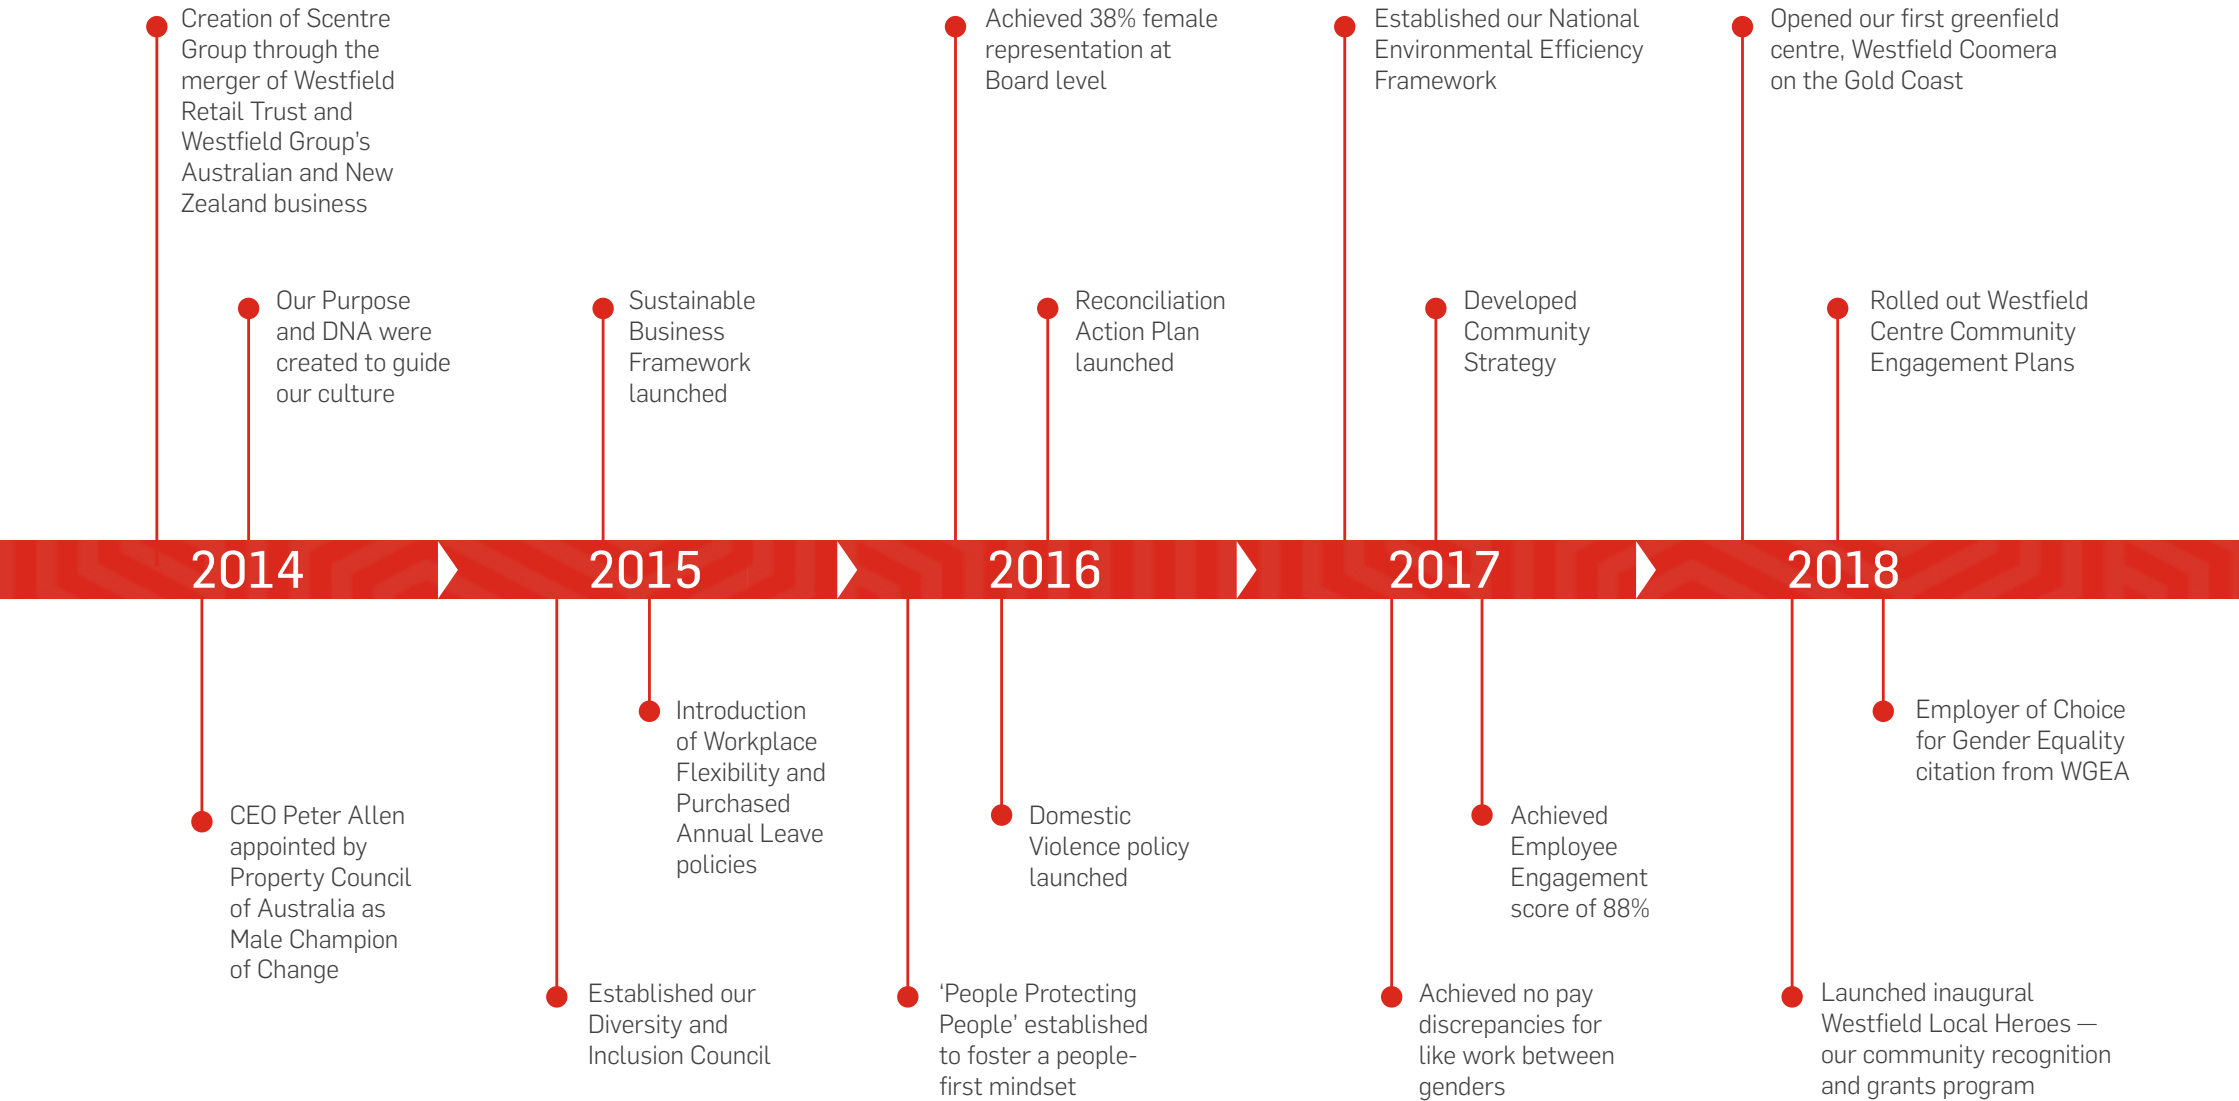 Creation of Scentre
Group through the
merger of Westfield
Retail Trust and
Westfield Group's
Australian and New
Zealand business
Achieved 38% female
representation at
Board level
Established our National
Environmental Efficiency
Framework
Opened our first greenfield
centre, Westfield Coomera
on the Gold Coast
Our Purpose
and DNA were
created to guide
our culture
Sustainable
Business
Framework
launched
Reconciliation
Action Plan
launched
Developed
Community
Strategy
Rolled out Westfield
Centre Community
Engagement Plans
2014
2015
2016
2017
2018
CEO Peter Allen
appointed by
Property Council
of Australia as
Male Champion
of Change
Introduction
of Workplace
Flexibility and
Purchased
Annual Leave
policies
Domestic
Violence policy
launched
Achieved
Employee
Engagement
score of 88%
Employer of Choice
for Gender Equality
citation from WGEA
Established our
Diversity and
Inclusion Council
‘People Protecting
People’ established
to foster a people-
first mindset
Achieved no pay
discrepancies for
like work between
genders
Launched inaugural
Westfield Local Heroes —
our community recognition
and grants program